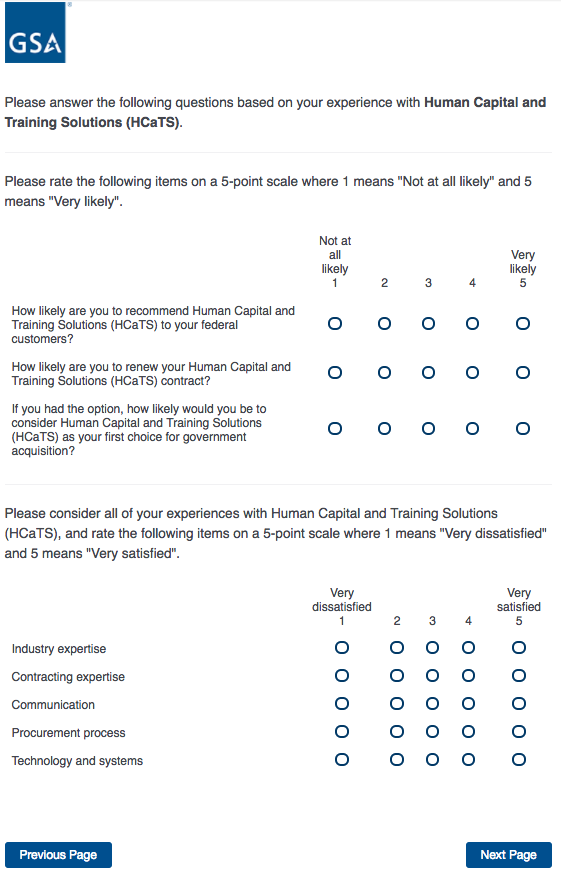 GSA
Please answer the following questions based on your experience with Human Capital and
Training Solutions (HCaTS).
Please rate the following items on a 5-point scale where 1 means "Not at all likely" and 5
means "Very likely".
Not at
all
likely
1
2
3
4
Very
likely
5
How likely are you to recommend Human Capital and
Training Solutions (HCaTS) to your federal
customers?
How likely are you to renew your Human Capital and
Training Solutions (HCaTS) contract?
If you had the option, how likely would you be to
consider Human Capital and Training Solutions
(HCaTS) as your first choice for government
acquisition?
Please consider all of your experiences with Human Capital and Training Solutions
(HCaTS), and rate the following items on a 5-point scale where 1 means "Very dissatisfied"
and 5 means "Very satisfied".
Very
dissatisfied
1
2
3
4
Very
satisfied
5
Industry expertise
Contracting expertise
Communication
Procurement process
Technology and systems
Previous Page
Next Page